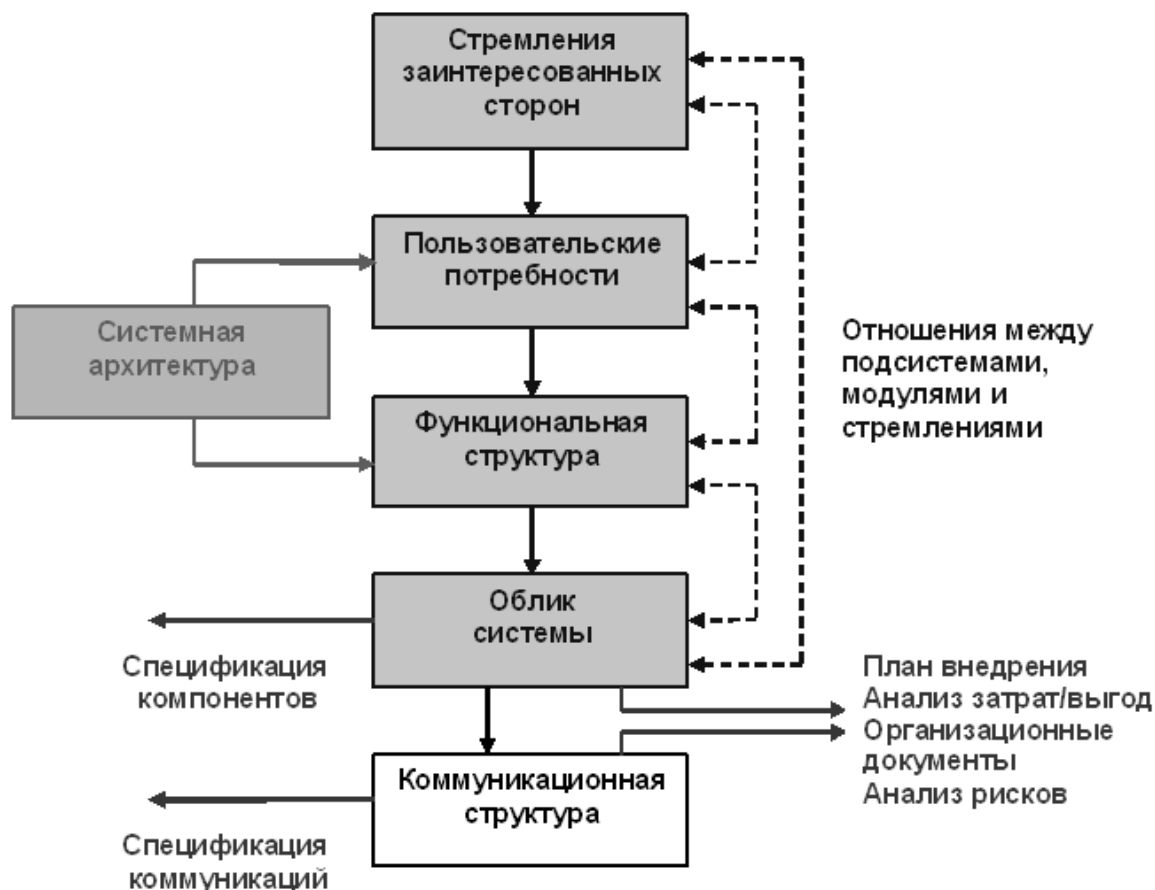 Стремления
заинтересованных
сторон
Пользовательские
потребности
Системная
архитектура
Отношения между
подсистемами,
модулями и
стремлениями
Функциональная
структура
Облик
системы
Спецификация
компонентов
План внедрения
Анализ затрат/выгод
Организационные
документы
Анализ рисков
Коммуникационная
структура
Спецификация
коммуникаций